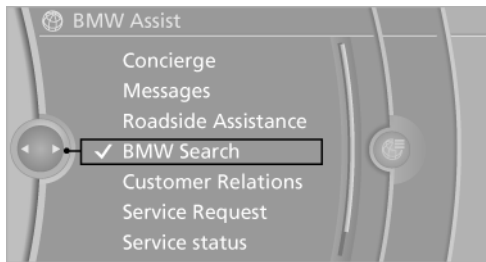 BMW Assist
Concierge
Messages
Roadside Assistance
BMW Search
Customer Relations
Service Request
Service status